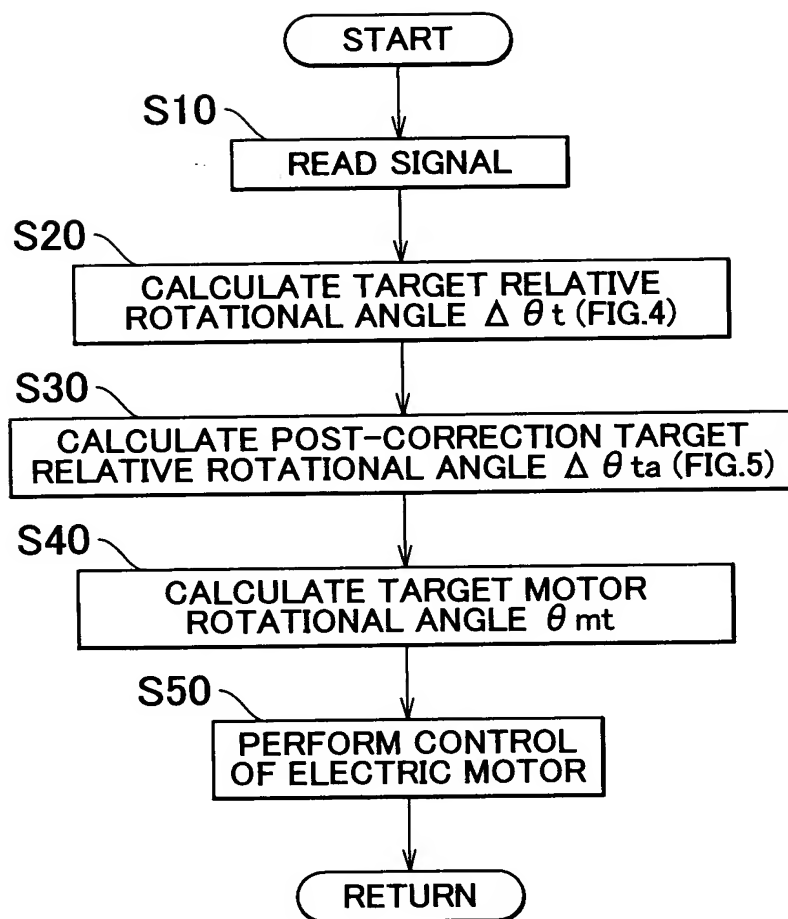 START
S10
READ SIGNAL
S20
CALCULATE TARGET RELATIVE
ROTATIONAL ANGLE Δ θ t (FIG.4)
S30
CALCULATE POST-CORRECTION TARGET
RELATIVE ROTATIONAL ANGLE Δ θ ta (FIG.5)
S40
CALCULATE TARGET MOTOR
ROTATIONAL ANGLE θ mt
S50
PERFORM CONTROL
OF ELECTRIC MOTOR
RETURN